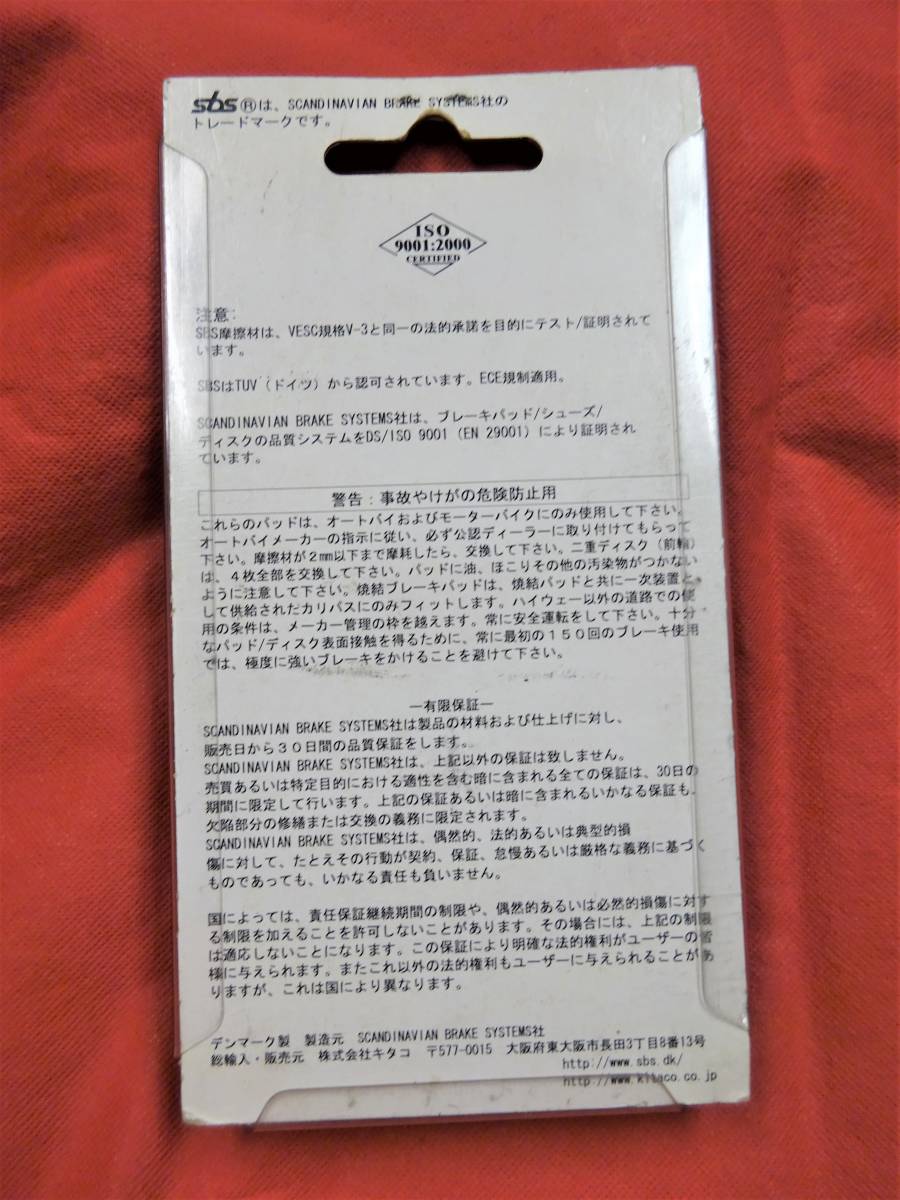 sbs®は、SCANDINAVIAN BRAKE SYSTEMS社の
トレードマークです。
ISO
9001:2000
CERTIFIED
注意:
SBS摩擦材は、VESC規格V-3と同一の法的承諾を目的にテスト/証明されて
います。
SBSはTUV（ドイツ）から認可されています。ECE規制適用。
SCANDINAVIAN BRAKE SYSTEMS社は、ブレーキパッド/シューズ/
ディスクの品質システムをDS/ISO 9001（EN 29001）により証明され
ています。
警告：事故やけがの危険防止用
これらのパッドは、オートバイおよびモーターバイクにのみ使用して下さい。
オートバイメーカーの指示に従い、必ず公認ディーラーに取り付けてもらって
下さい。摩擦材が2mm以下まで摩耗したら、交換して下さい。二重ディスク（前輪）
は、４枚全部を交換して下さい。パッドに油、ほこりその他の汚染物がつかない
ように注意して下さい。焼結ブレーキパッドは、焼結パッドと共に一次装置と
して供給されたカリパスにのみフィットします。ハイウェー以外の道路での使
用の条件は、メーカー管理の枠を越えます。常に安全運転をして下さい。十分
なパッド/ディスク表面接触を得るために、常に最初の１５０回のブレーキ使用
では、極度に強いブレーキをかけることを避けて下さい。
―有限保証―
SCANDINAVIAN BRAKE SYSTEMS社は製品の材料および仕上げに対し、
販売日から３０日間の品質保証をします。
SCANDINAVIAN BRAKE SYSTEMS社は、上記以外の保証は致しません。
売買あるいは特定目的における適性を含む暗に含まれる全ての保証は、30日の
期間に限定して行います。上記の保証あるいは暗に含まれるいかなる保証も、
欠陥部分の修繕または交換の義務に限定されます。
SCANDINAVIAN BRAKE SYSTEMS社は、偶然的、法的あるいは典型的損
傷に対して、たとえその行動が契約、保証、怠慢あるいは厳格な義務に基づく
ものであっても、いかなる責任も負いません。
国によっては、責任保証継続期間の制限や、偶然的あるいは必然的損傷に対す
る制限を加えることを許可しないことがあります。その場合には、上記の制限
は適応しないことになります。この保証により明確な法的権利がユーザーの皆
様に与えられます。またこれ以外の法的権利もユーザーに与えられることがあ
りますが、これは国により異なります。
デンマーク製 製造元 SCANDINAVIAN BRAKE SYSTEMS社
総輸入・販売元 株式会社キタコ 〒577-0015 大阪府東大阪市長田3丁目8番13号
http://www.sbs.dk/
http://www.kitaco.co.jp